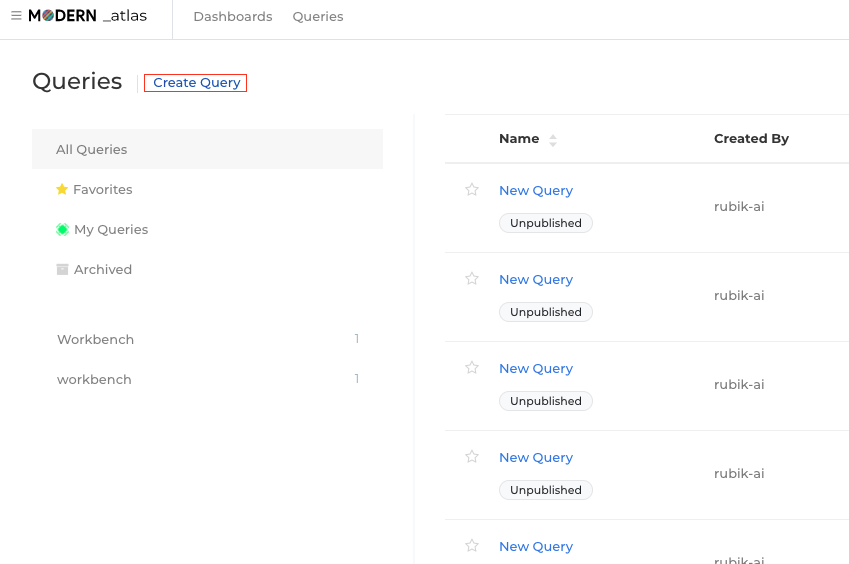 MODERN _atlas
Dashboards Queries
Queries Create Query
All Queries
Favorites
My Queries
Archived
Workbench 1
workbench 1
Name Created By
New Query
Unpublished
rubik-ai
New Query
Unpublished
rubik-ai
New Query
Unpublished
rubik-ai
New Query
Unpublished
rubik-ai
New Query
rubik-ai